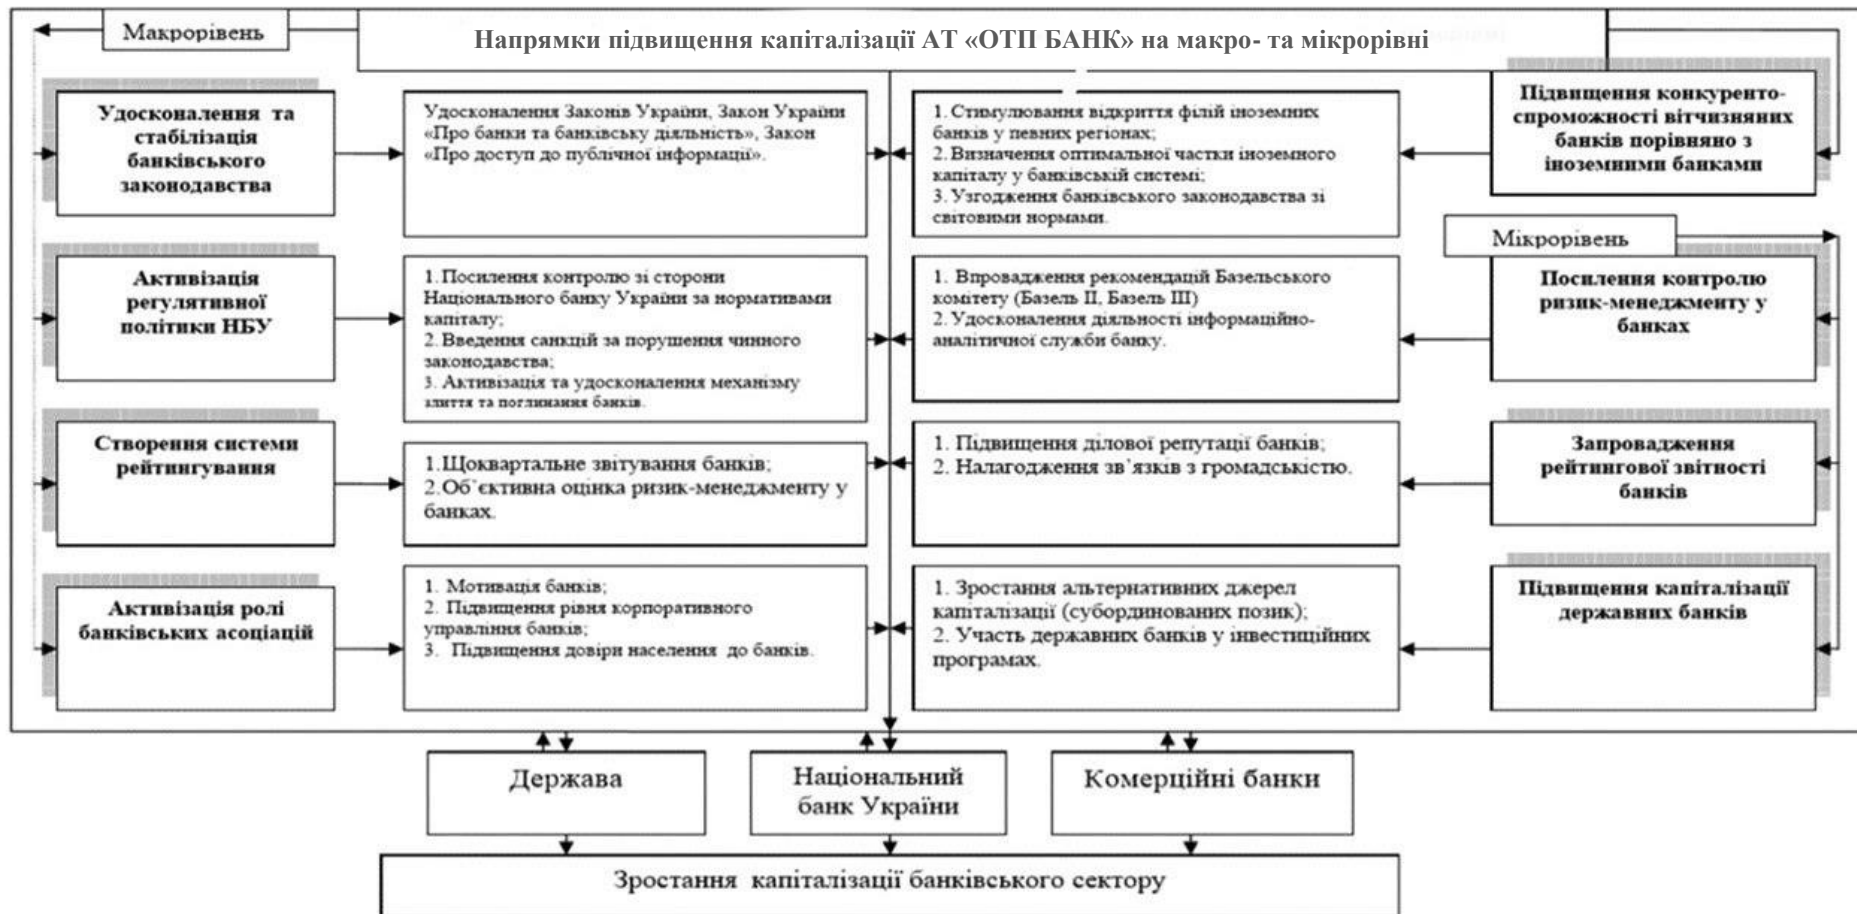 Макрорівень
Напрямки підвищення капіталізації АТ «ОТП БАНК» на макро- та мікрорівні
Удосконалення та
стабілізація
банківського
законодавства
Удосконалення Законів України, Закон України
«Про банки та банківську діяльність», Закон
«Про доступ до публічної інформації».
1. Стимулювання відкриття філій іноземних
банків у певних регіонах;
2. Визначення оптимальної частки іноземного
капіталу у банківській системі;
3. Узгодження банківського законодавства зі
світовими нормами.
Підвищення конкуренто-
спроможності вітчизняних
банків порівняно з
іноземними банками
Мікрорівень
Активізація
регулятивної
політики НБУ
1. Посилення контролю зі сторони
Національного банку України за нормативами
капіталу;
2. Введення санкцій за порушення чинного
законодавства;
3. Активізація та удосконалення механізму
злиття та поглинання банків.
1. Впровадження рекомендацій Базельського
комітету (Базель II, Базель III)
2. Удосконалення діяльності інформаційно-
аналітичної служби банку.
Посилення контролю
ризик-менеджменту у
банках
Створення системи
рейтингування
1.Щоквартальне звітування банків;
2.Об’єктивна оцінка ризик-менеджменту у
банках.
1. Підвищення ділової репутації банків;
2. Налагодження зв’язків з громадськістю.
Запровадження
рейтингової звітності
банків
Активізація ролі
банківських асоціацій
1. Мотивація банків;
2. Підвищення рівня корпоративного
управління банків;
3. Підвищення довіри населення до банків.
1. Зростання альтернативних джерел
капіталізації (субординованих позик);
2. Участь державних банків у інвестиційних
програмах.
Підвищення капіталізації
державних банків
Держава
Національний
банк України
Комерційні банки
Зростання капіталізації банківського сектору